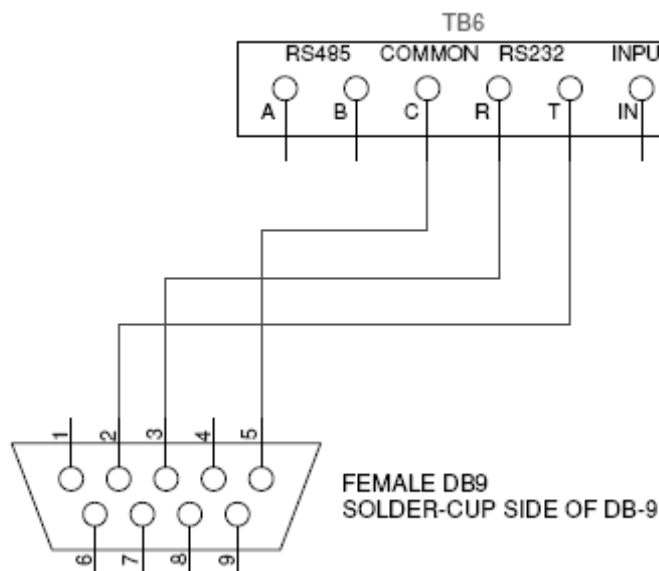 TB6
RS485 COMMON RS232 INPU
A B C R T IN
1 2 3 4 5
FEMALE DB9
SOLDER-CUP SIDE OF DB-9
6 7 8 9